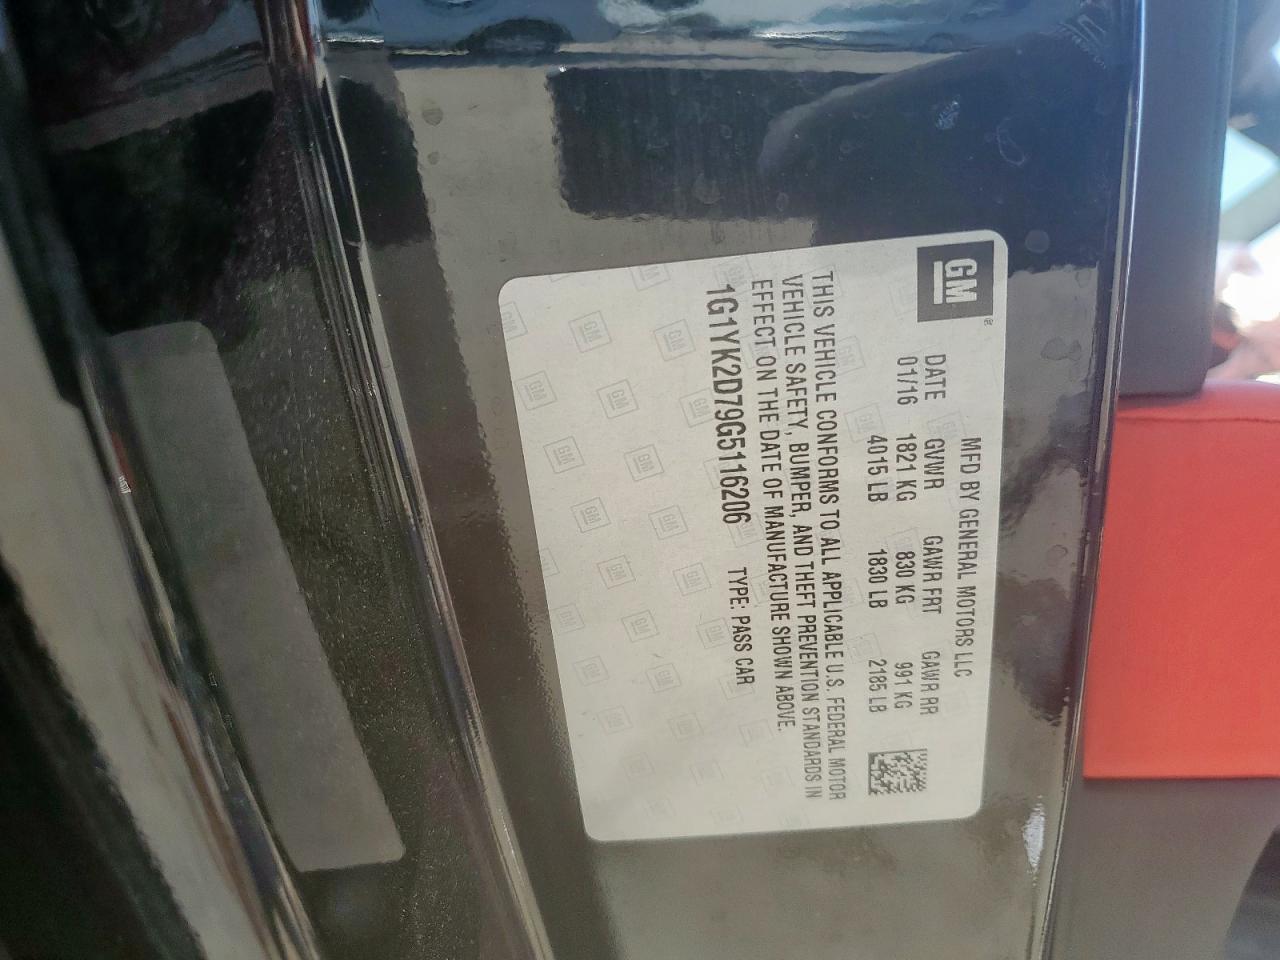 GM
MFD BY GENERAL MOTORS LLC
DATE GVWR GAWR FRT GAWR RR
01/16 1821 KG 830 KG 991 KG
4015 LB 1830 LB 2185 LB
THIS VEHICLE CONFORMS TO ALL APPLICABLE U.S. FEDERAL MOTOR
VEHICLE SAFETY, BUMPER, AND THEFT PREVENTION STANDARDS IN
EFFECT ON THE DATE OF MANUFACTURE SHOWN ABOVE.
1G1YK2D79G5116206 TYPE: PASS CAR